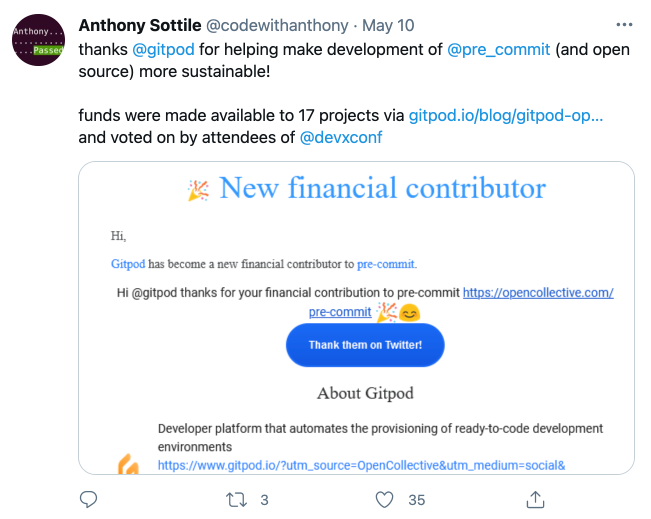 Anthony...
..........
....Passed
Anthony Sottile @codewithanthony · May 10
thanks @gitpod for helping make development of @pre_commit (and open
source) more sustainable!
funds were made available to 17 projects via gitpod.io/blog/gitpod-op...
and voted on by attendees of @devxconf
New financial contributor
Hi,
Gitpod has become a new financial contributor to pre-commit.
Hi @gitpod thanks for your financial contribution to pre-commit https://opencollective.com/
pre-commit 🎉😊
Thank them on Twitter!
About Gitpod
Developer platform that automates the provisioning of ready-to-code development
environments
https://www.gitpod.io/?utm_source=OpenCollective&utm_medium=social&
3
35